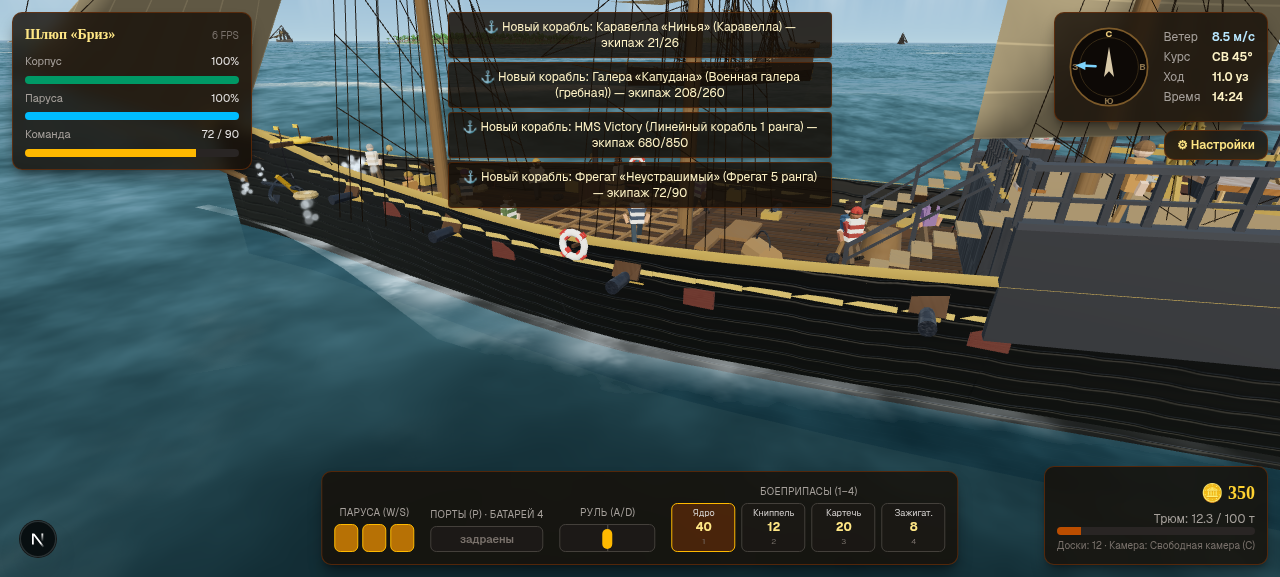 Шлюп «Бриз»
6 FPS
Корпус 100%
Паруса 100%
Команда 72 / 90
⚓ Новый корабль: Каравелла «Нинья» (Каравелла) —
экипаж 21/26
⚓ Новый корабль: Галера «Капудана» (Военная галера
(гребная)) — экипаж 208/260
⚓ Новый корабль: HMS Victory (Линейный корабль 1 ранга) —
экипаж 680/850
⚓ Новый корабль: Фрегат «Неустрашимый» (Фрегат 5 ранга)
— экипаж 72/90
С
З
В
Ю
Ветер 8.5 м/с
Курс СВ 45°
Ход 11.0 уз
Время 14:24
⚙ Настройки
ПАРУСА (W/S)
ПОРТЫ (P) · БАТАРЕЙ 4
задраены
РУЛЬ (A/D)
БОЕПРИПАСЫ (1–4)
Ядро
40
1
Книппель
12
2
Картечь
20
3
Зажигат.
8
4
350
Трюм: 12.3 / 100 т
Доски: 12 · Камера: Свободная камера (C)
N